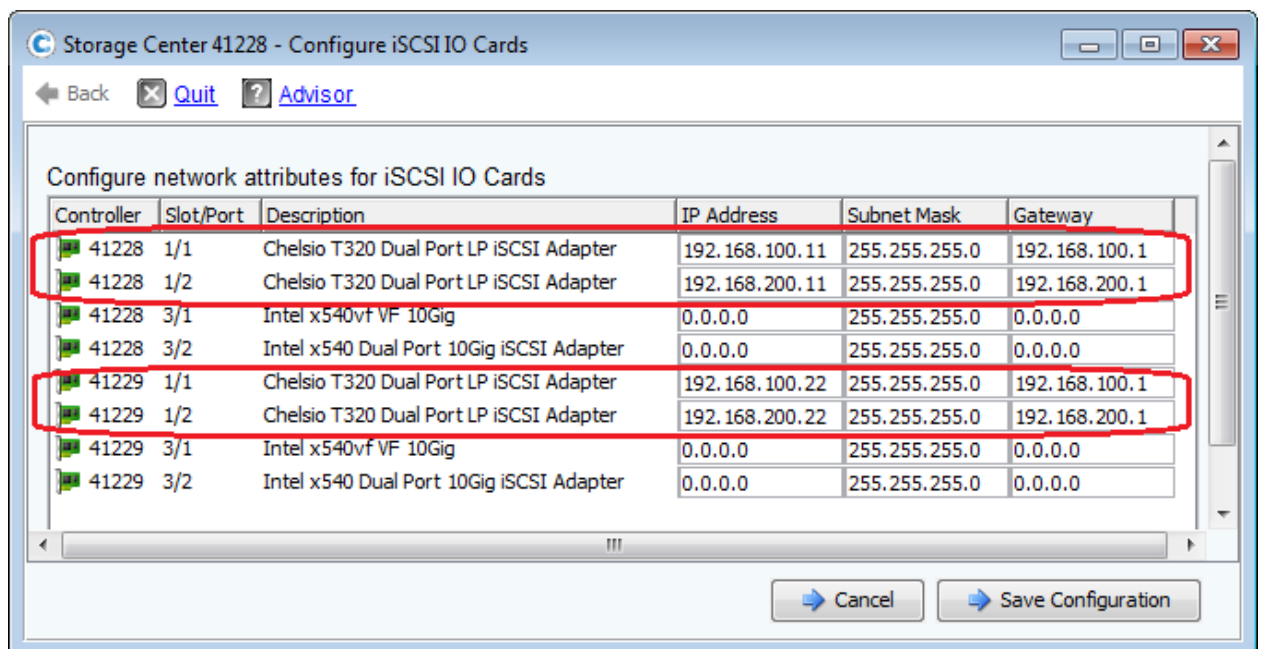 Storage Center 41228 - Configure iSCSI IO Cards
Back Quit ? Advisor
Configure network attributes for iSCSI IO Cards
Controller Slot/Port Description IP Address Subnet Mask Gateway
41228 1/1 Chelsio T320 Dual Port LP iSCSI Adapter 192.168.100.11 255.255.255.0 192.168.100.1
41228 1/2 Chelsio T320 Dual Port LP iSCSI Adapter 192.168.200.11 255.255.255.0 192.168.200.1
41228 3/1 Intel x540vf VF 10Gig 0.0.0.0 255.255.255.0 0.0.0.0
41228 3/2 Intel x540 Dual Port 10Gig iSCSI Adapter 0.0.0.0 255.255.255.0 0.0.0.0
41229 1/1 Chelsio T320 Dual Port LP iSCSI Adapter 192.168.100.22 255.255.255.0 192.168.100.1
41229 1/2 Chelsio T320 Dual Port LP iSCSI Adapter 192.168.200.22 255.255.255.0 192.168.200.1
41229 3/1 Intel x540vf VF 10Gig 0.0.0.0 255.255.255.0 0.0.0.0
41229 3/2 Intel x540 Dual Port 10Gig iSCSI Adapter 0.0.0.0 255.255.255.0 0.0.0.0
Cancel Save Configuration